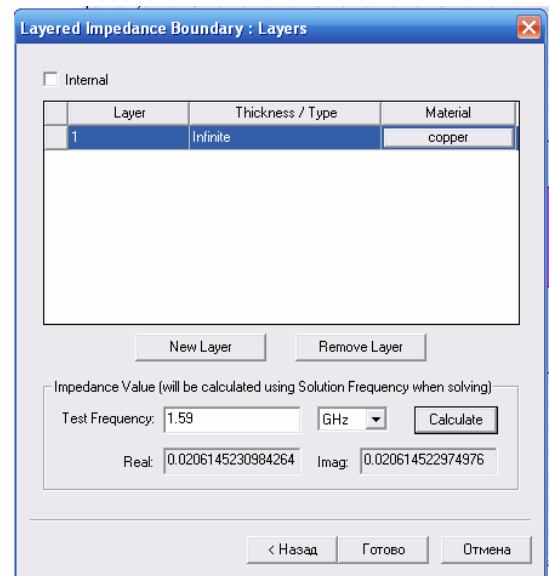 Layered Impedance Boundary : Layers
Internal
Layer Thickness / Type Material
1 Infinite copper
New Layer Remove Layer
Impedance Value (will be calculated using Solution Frequency when solving)
Test Frequency: 1.59 GHz Calculate
Real: 0.0206145230984264 Imag: 0.020614522974976
< Назад Готово Отмена